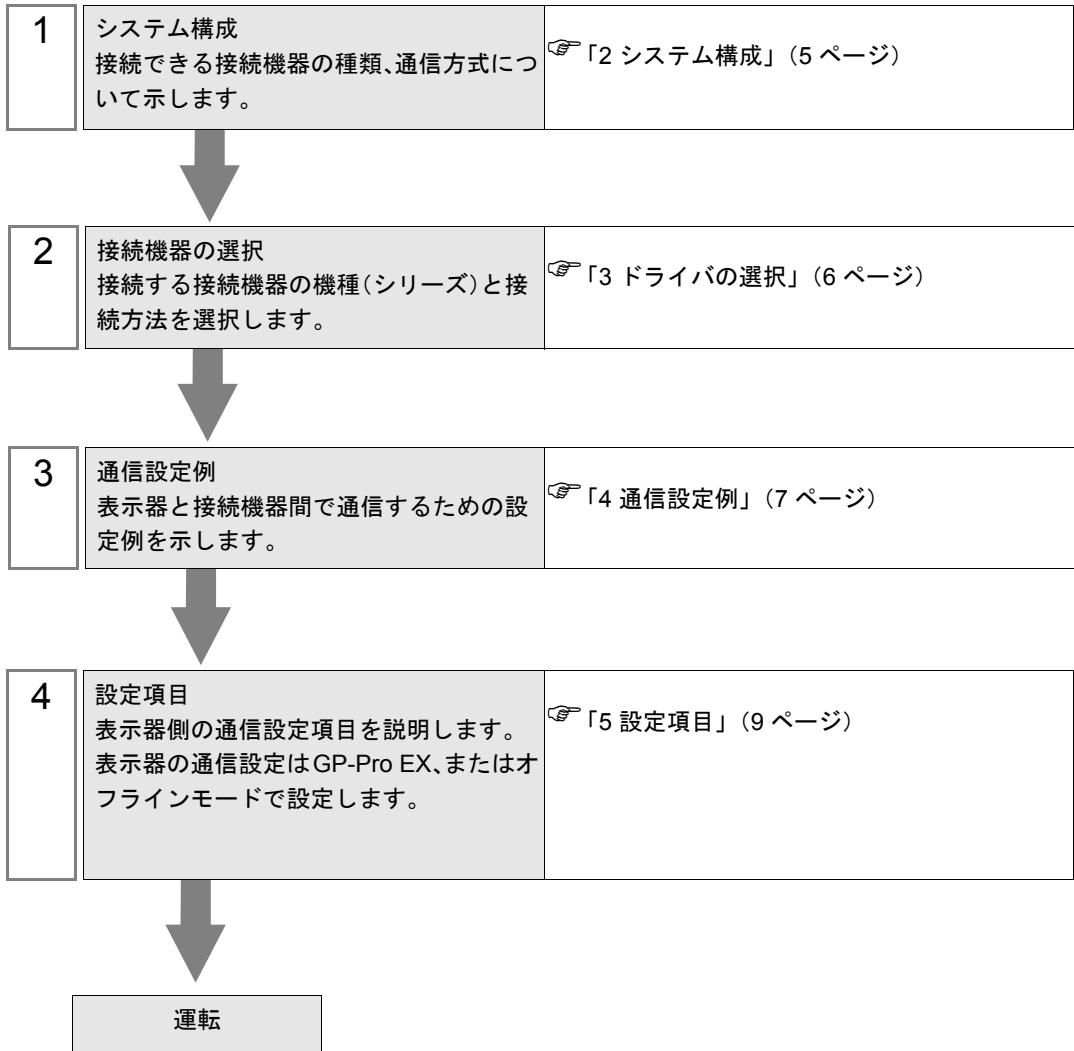 1
システム構成
接続できる接続機器の種類、通信方式につ
いて示します。
☞「2 システム構成」（5 ページ）
2
接続機器の選択
接続する接続機器の機種（シリーズ）と接
続方法を選択します。
☞「3 ドライバの選択」（6 ページ）
3
通信設定例
表示器と接続機器間で通信するための設
定例を示します。
☞「4 通信設定例」（7 ページ）
4
設定項目
表示器側の通信設定項目を説明します。
表示器の通信設定はGP-Pro EX、またはオ
フラインモードで設定します。
☞「5 設定項目」（9 ページ）
運転